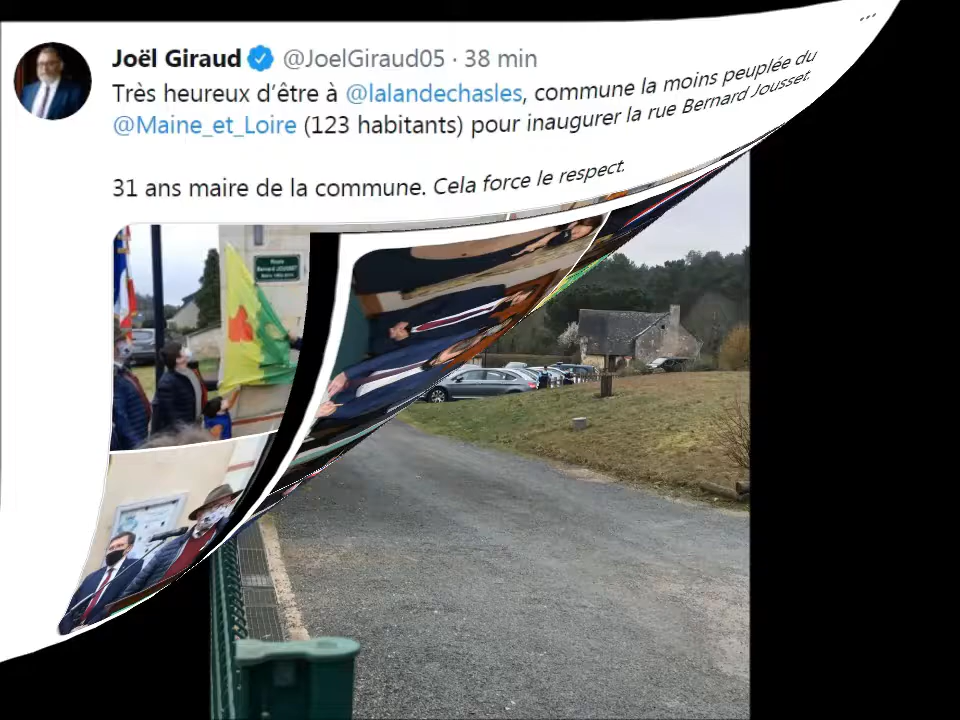 Joël Giraud @JoelGiraud05 · 38 min
Très heureux d'être à @lalandechasles, commune la moins peuplée du
@Maine_et_Loire (123 habitants) pour inaugurer la rue Bernard Jousset.
31 ans maire de la commune. Cela force le respect.
Bernard JOUSSET